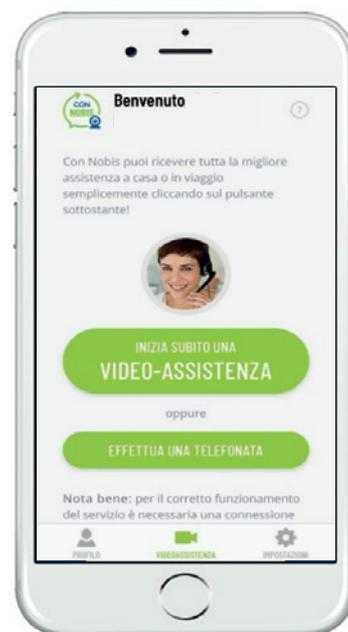 CON
NOBIS
Benvenuto
?
Con Nobis puoi ricevere tutta la migliore
assistenza a casa o in viaggio
semplicemente cliccando sul pulsante
sottostante!
INIZIA SUBITO UNA
VIDEO-ASSISTENZA
oppure
EFFETTUA UNA TELEFONATA
Nota bene: per il corretto funzionamento
del servizio è necessaria una connessione
PROFILO VIDEOASSISTENZA IMPOSTAZIONI